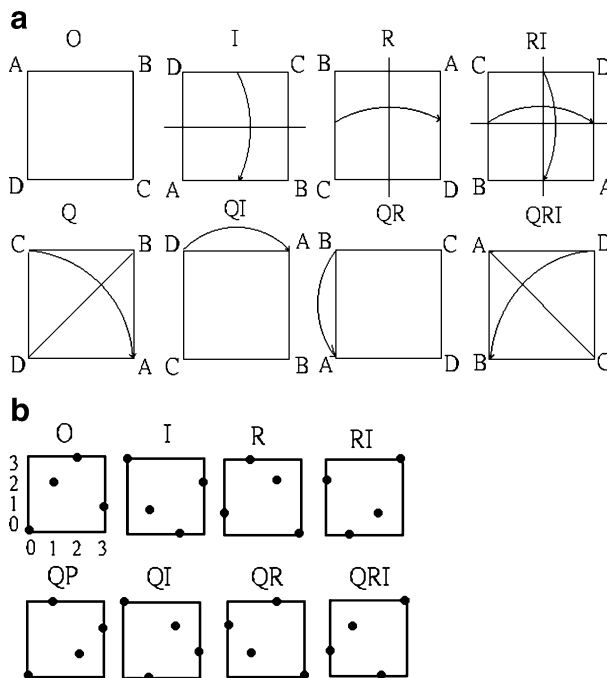 a
O I R RI
A B D C B A C D
D C A B C D B A
Q QI QR QRI
C B D A B C A D
D A C B A D B C
b
O I R RI
3
2
1
0
0 1 2 3
QP QI QR QRI